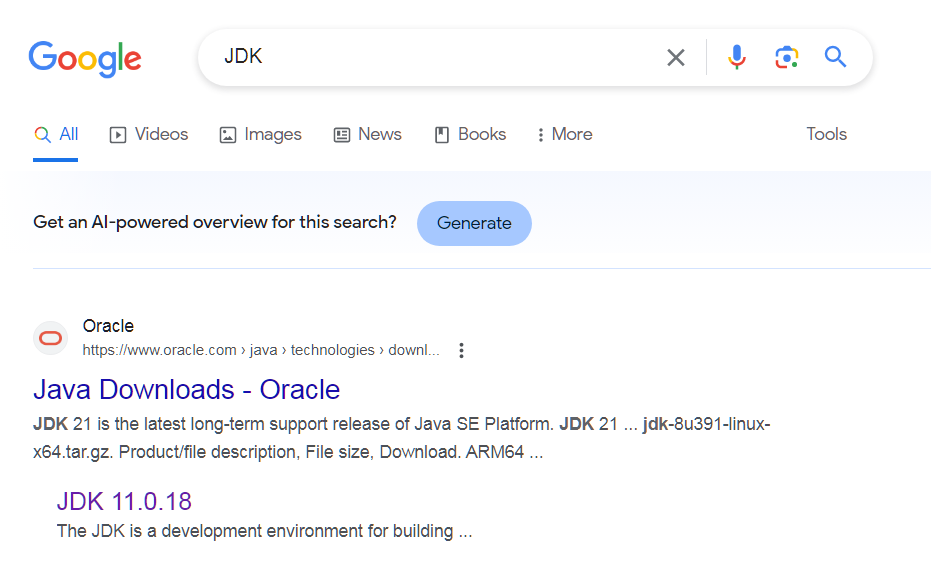 Google
JDK
All Videos Images News Books More Tools
Get an AI-powered overview for this search? Generate
Oracle
https://www.oracle.com › java › technologies › downl...
Java Downloads - Oracle
JDK 21 is the latest long-term support release of Java SE Platform. JDK 21 ... jdk-8u391-linux-
x64.tar.gz. Product/file description, File size, Download. ARM64 ...
JDK 11.0.18
The JDK is a development environment for building ...